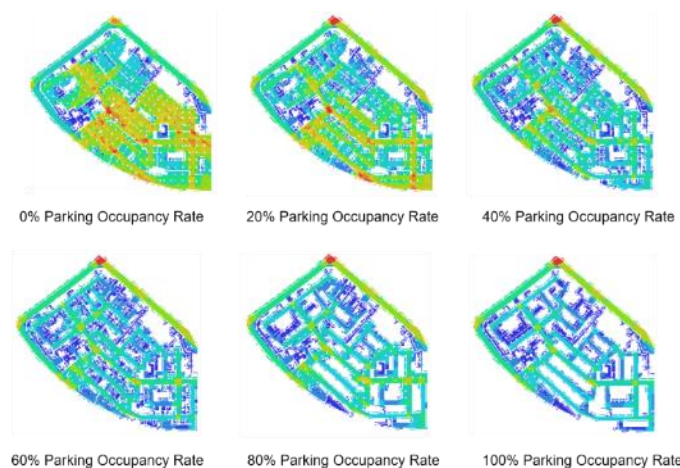 0% Parking Occupancy Rate
20% Parking Occupancy Rate
40% Parking Occupancy Rate
60% Parking Occupancy Rate
80% Parking Occupancy Rate
100% Parking Occupancy Rate